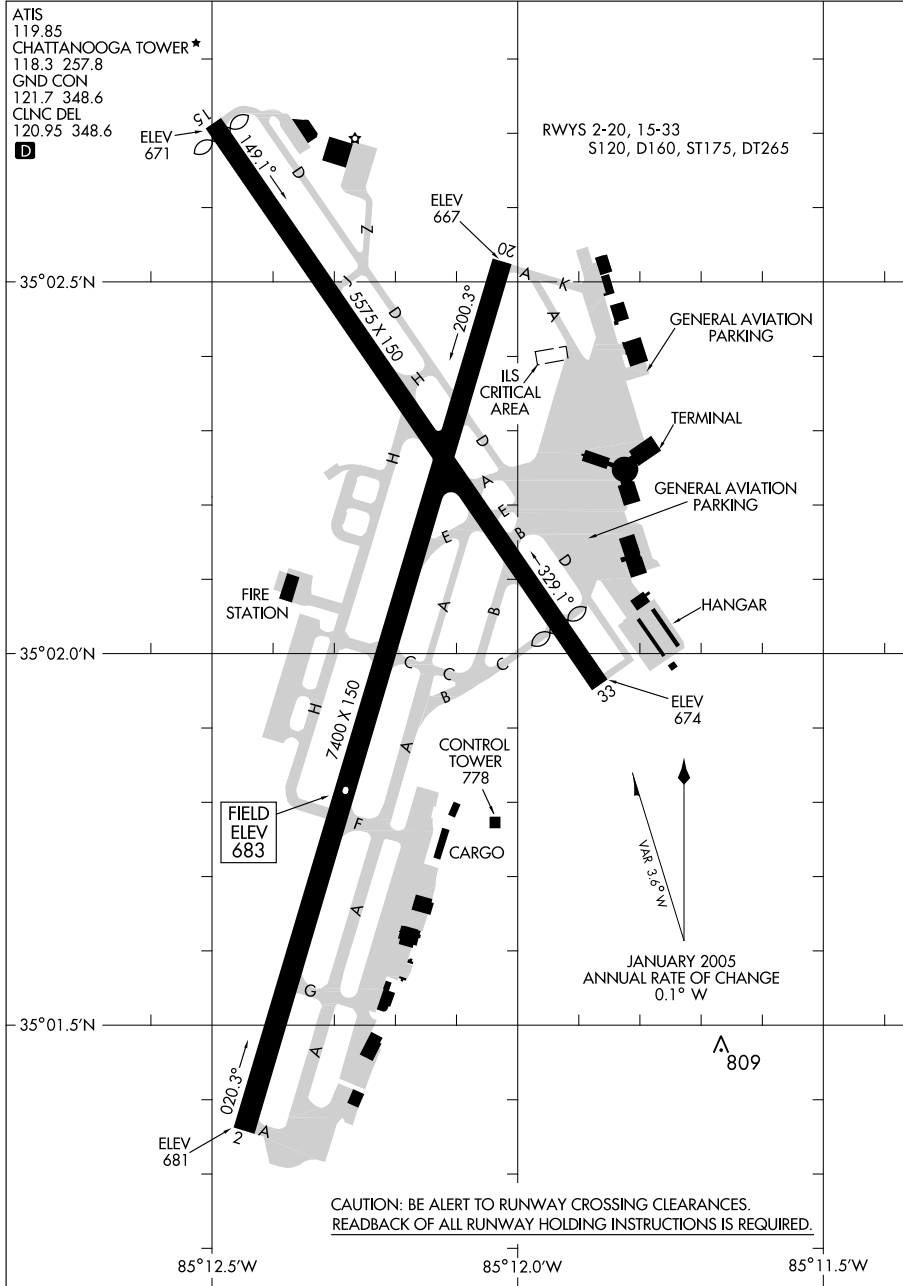 ATIS
119.85
CHATTANOOGA TOWER
118.3 257.8
GND CON
121.7 348.6
CLNC DEL
120.95 348.6
D
RWYS 2-20, 15-33
S120, D160, ST175, DT265
15
ELEV
671
149.1°
D
Z
ELEV
667
20
A
K
A
35°02.5'N
5575 X 150
D
200.3°
GENERAL AVIATION
PARKING
ILS
CRITICAL
AREA
H
TERMINAL
H
D
A
E
B
GENERAL AVIATION
PARKING
E
D
329.1°
FIRE
STATION
A
B
HANGAR
35°02.0'N
C
C
C
B
33
ELEV
674
H
7400 X 150
A
CONTROL
TOWER
778
FIELD
ELEV
683
F
CARGO
VAR 3.6° W
A
JANUARY 2005
ANNUAL RATE OF CHANGE
0.1° W
G
35°01.5'N
A
809
020.3°
2
A
ELEV
681
CAUTION: BE ALERT TO RUNWAY CROSSING CLEARANCES.
READBACK OF ALL RUNWAY HOLDING INSTRUCTIONS IS REQUIRED.
85°12.5'W
85°12.0'W
85°11.5'W